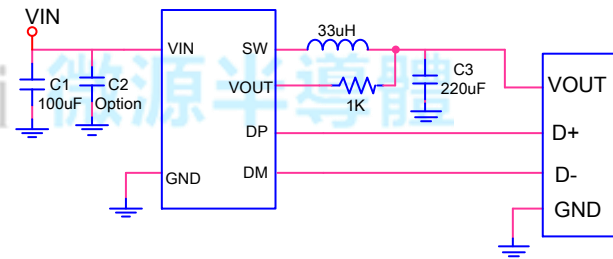 VIN
VIN
SW
33uH
C1
100uF
C2
Option
VOUT
1K
C3
220uF
VOUT
DP
D+
GND
DM
D-
GND
微源半導體